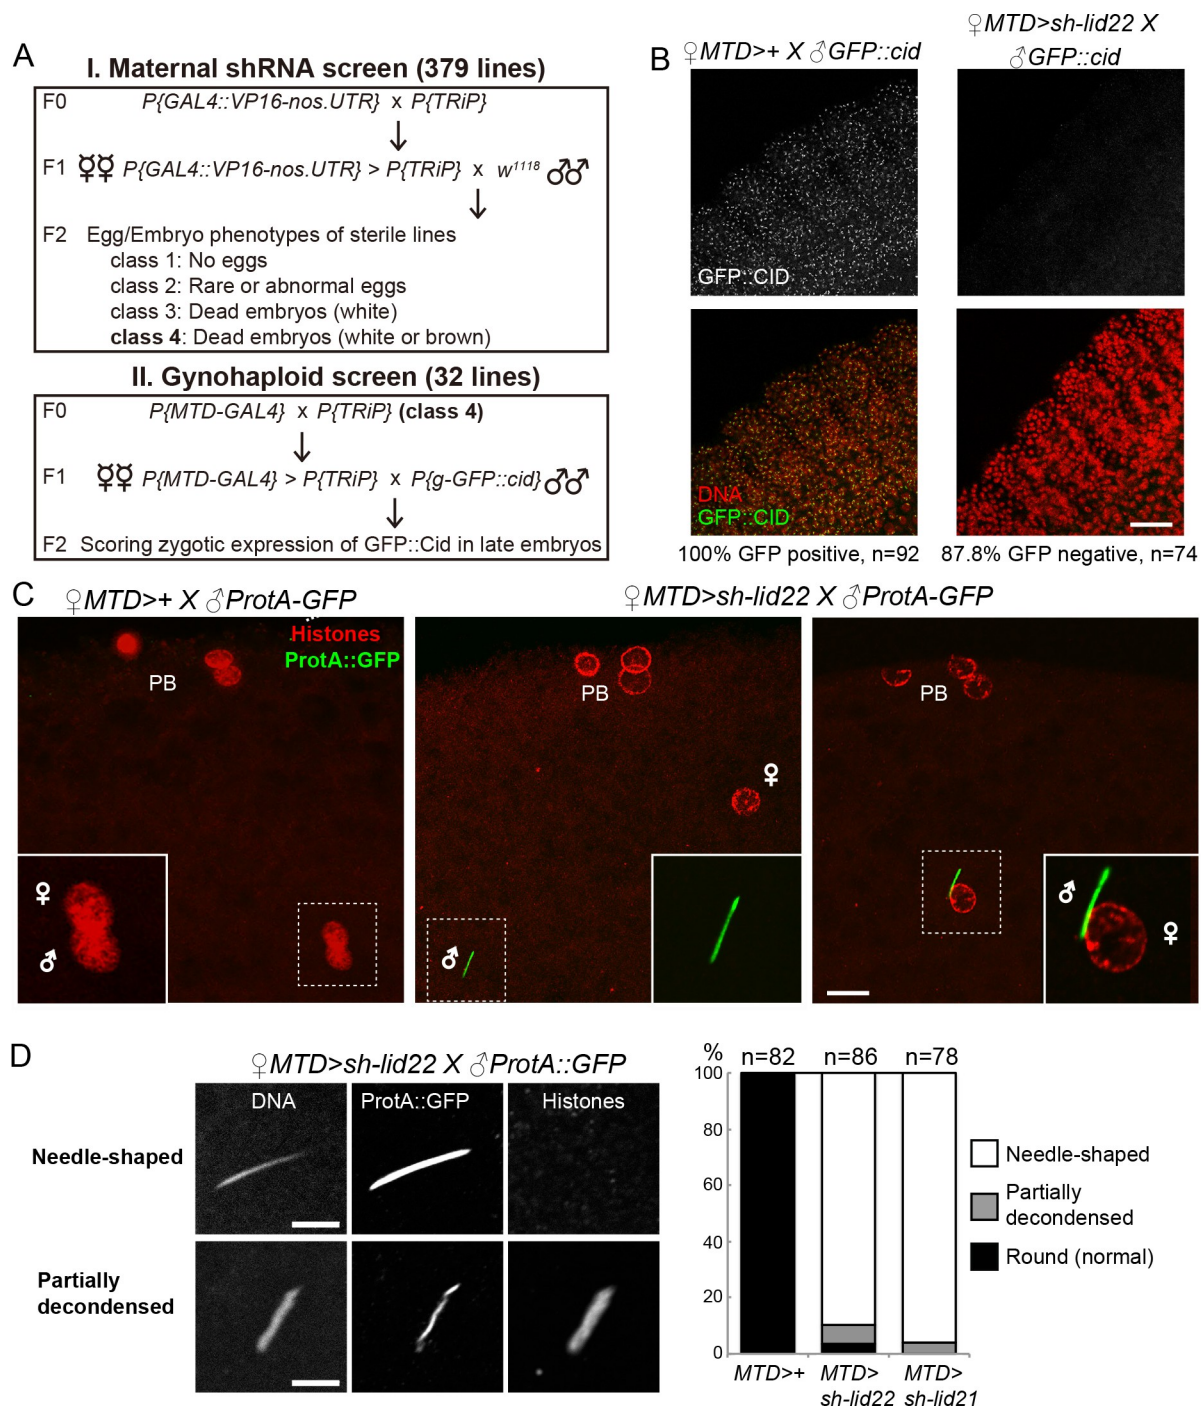 A
I. Maternal shRNA screen (379 lines)
F0 P{GAL4::VP16-nos.UTR} x P{TRiP}
F1 ☿☿ P{GAL4::VP16-nos.UTR} > P{TRiP} x w1118 ♂♂
F2 Egg/Embryo phenotypes of sterile lines
class 1: No eggs
class 2: Rare or abnormal eggs
class 3: Dead embryos (white)
class 4: Dead embryos (white or brown)
II. Gynohaploid screen (32 lines)
F0 P{MTD-GAL4} x P{TRiP} (class 4)
F1 ☿☿ P{MTD-GAL4} > P{TRiP} x P{g-GFP::cid} ♂♂
F2 Scoring zygotic expression of GFP::Cid in late embryos
B
♀MTD>+ X ♂GFP::cid
♀MTD>sh-lid22 X
♂GFP::cid
GFP::CID
DNA
GFP::CID
100% GFP positive, n=92
87.8% GFP negative, n=74
C
♀MTD>+ X ♂ProtA-GFP
♀MTD>sh-lid22 X ♂ProtA-GFP
Histones
ProtA::GFP
PB
♀
♂
PB
♀
♂
PB
♂
♀
D
♀MTD>sh-lid22 X ♂ProtA::GFP
DNA ProtA::GFP Histones
Needle-shaped
Partially
decondensed
% n=82 n=86 n=78
100
80
60
40
20
0
MTD>+
MTD>
sh-lid22
MTD>
sh-lid21
Needle-shaped
Partially
decondensed
Round (normal)